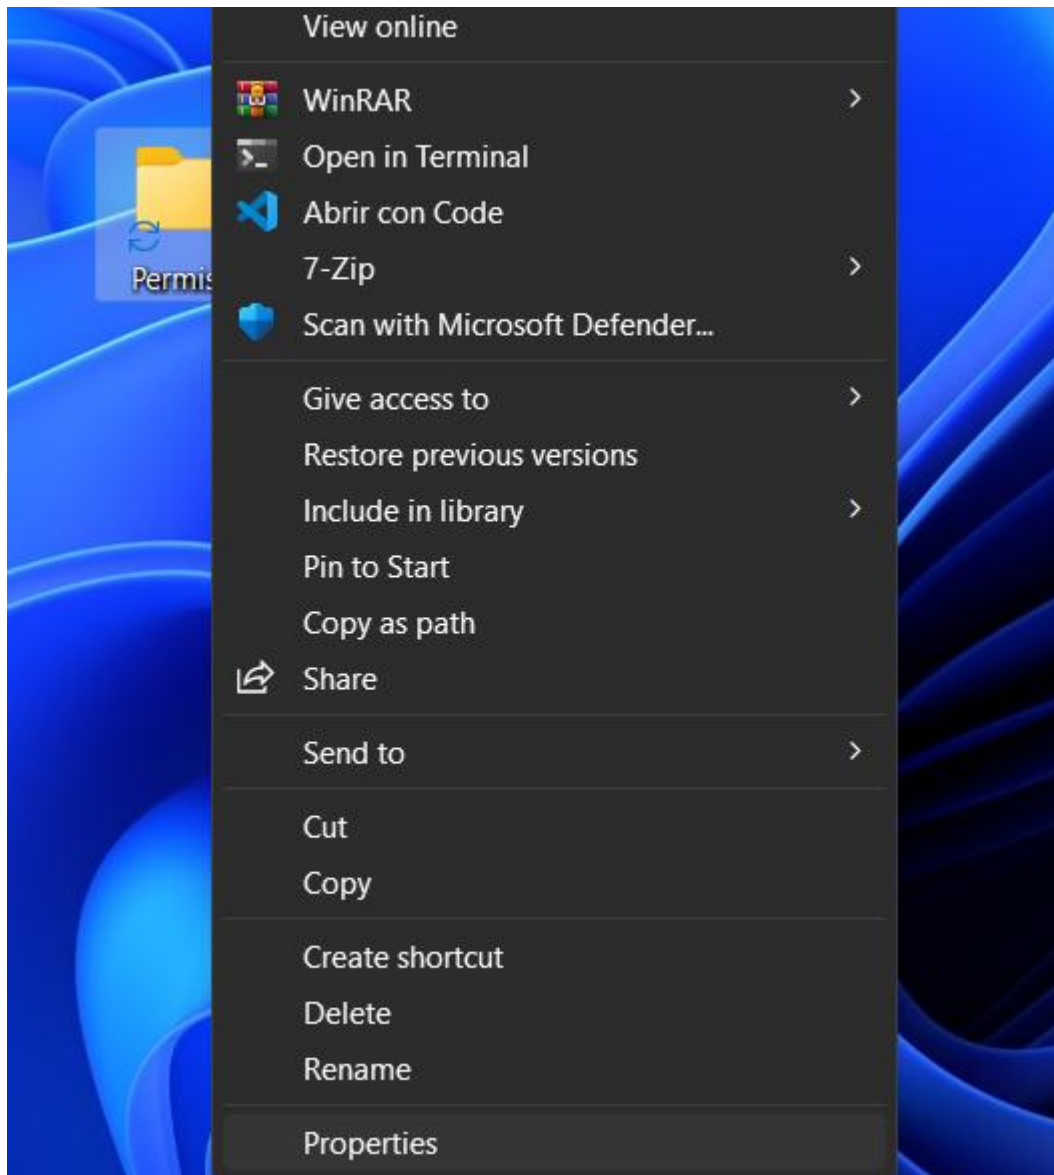 View online
WinRAR
Open in Terminal
Abrir con Code
7-Zip
Scan with Microsoft Defender...
Give access to
Restore previous versions
Include in library
Pin to Start
Copy as path
Share
Send to
Cut
Copy
Create shortcut
Delete
Rename
Properties
Permis